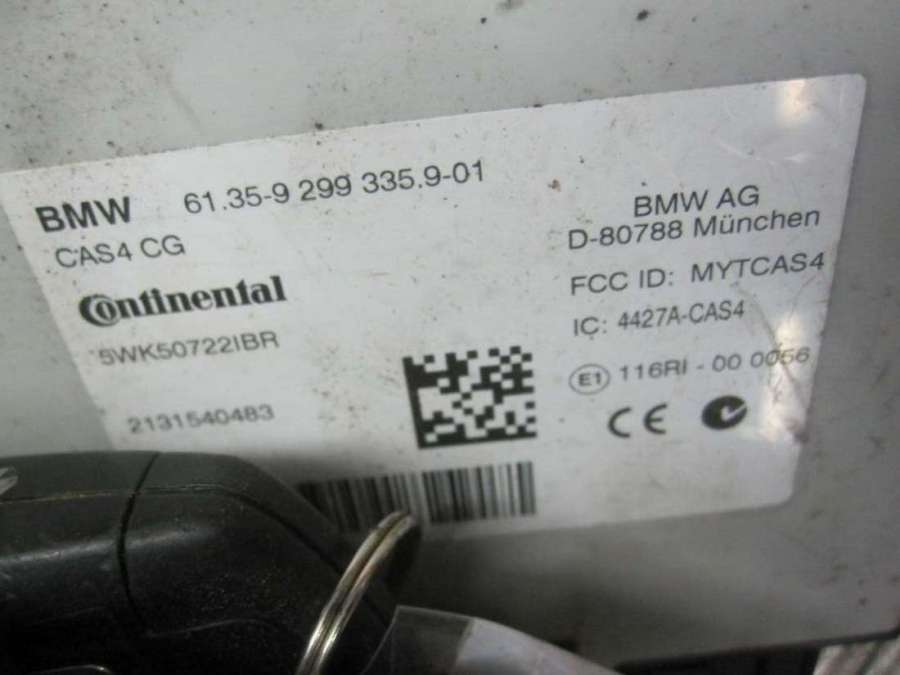 BMW 61.35-9 299 335.9-01
CAS4 CG
Continental
5WK50722IBR
2131540483
BMW AG
D-80788 München
FCC ID: MYTCAS4
IC: 4427A-CAS4
E1 116RI - 00 0056
CE